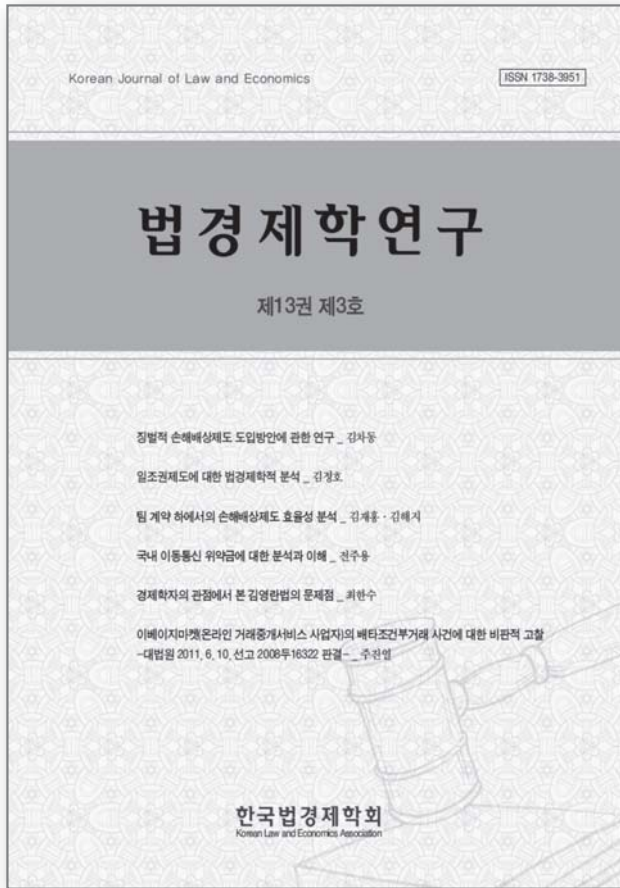 Korean Journal of Law and Economics
ISSN 1738-3951
법경제학연구
제13권 제3호
징벌적 손해배상제도 도입방안에 관한 연구 _ 김차동
일조권제도에 대한 법경제학적 분석 _ 김정호
팀 계약 하에서의 손해배상제도 효율성 분석 _ 김재홍 · 김해지
국내 이동통신 위약금에 대한 분석과 이해 _ 전주용
경제학자의 관점에서 본 김영란법의 문제점 _ 최한수
이베이지마켓(온라인 거래중개서비스 사업자)의 배타조건부거래 사건에 대한 비판적 고찰
-대법원 2011. 6. 10. 선고 2008두16322 판결- _ 주진열
한국법경제학회
Korean Law and Economics Association